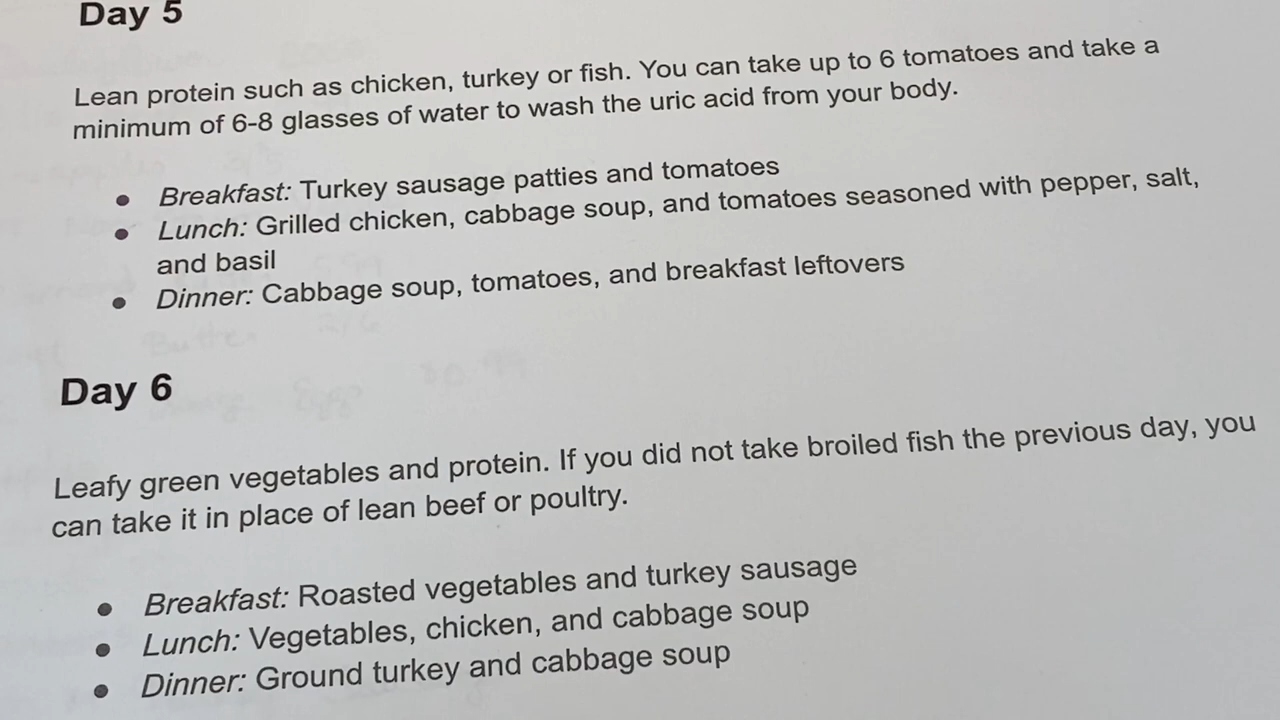 Day 5
Lean protein such as chicken, turkey or fish. You can take up to 6 tomatoes and take a
minimum of 6-8 glasses of water to wash the uric acid from your body.
• Breakfast: Turkey sausage patties and tomatoes
• Lunch: Grilled chicken, cabbage soup, and tomatoes seasoned with pepper, salt,
and basil
• Dinner: Cabbage soup, tomatoes, and breakfast leftovers
Day 6
Leafy green vegetables and protein. If you did not take broiled fish the previous day, you
can take it in place of lean beef or poultry.
• Breakfast: Roasted vegetables and turkey sausage
• Lunch: Vegetables, chicken, and cabbage soup
• Dinner: Ground turkey and cabbage soup